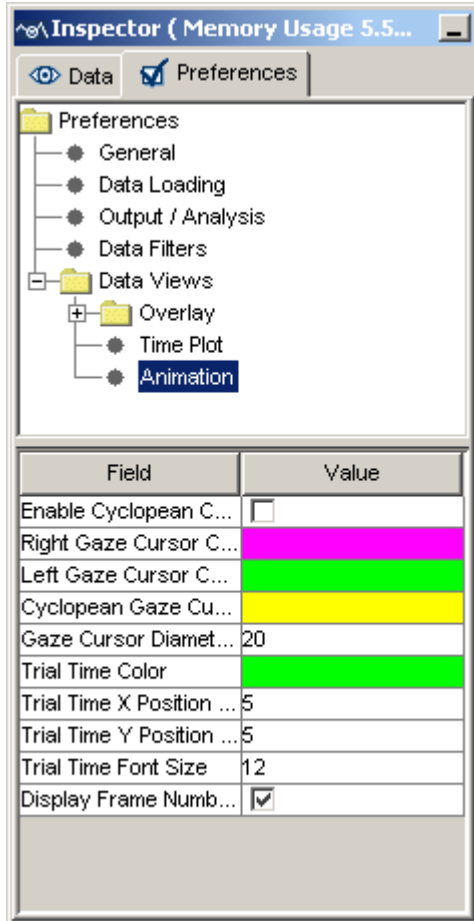 Inspector ( Memory Usage 5.5...
Data Preferences
Preferences
General
Data Loading
Output / Analysis
Data Filters
Data Views
Overlay
Time Plot
Animation
Field Value
Enable Cyclopean C...
Right Gaze Cursor C...
Left Gaze Cursor C...
Cyclopean Gaze Cu...
Gaze Cursor Diamet... 20
Trial Time Color
Trial Time X Position ... 5
Trial Time Y Position ... 5
Trial Time Font Size 12
Display Frame Numb...